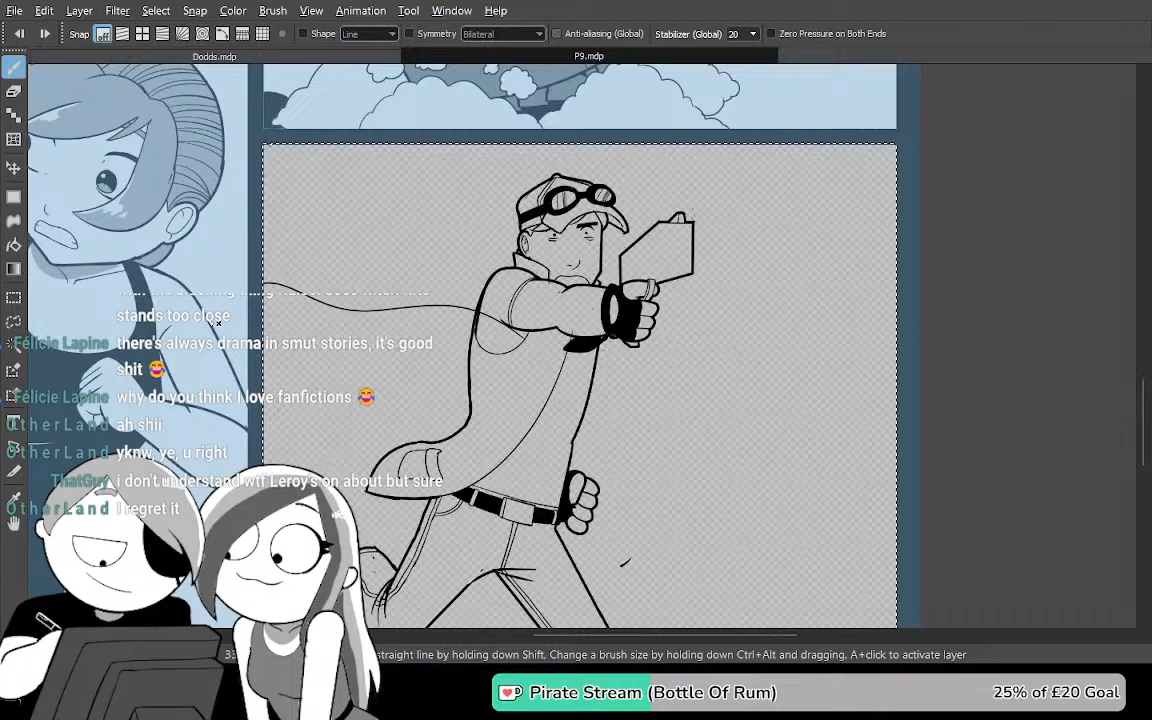 File Edit Layer Filter Select Snap Color Brush View Animation Tool Window Help
Snap off Shape Line Symmetry Bilateral Anti-aliasing (Global) Stabilizer (Global) 20 Zero Pressure on Both Ends
Dodds.mdp P9.mdp
stands too close
Félicie Lapine there's always drama in smut stories, it's good
shit 😂
Félicie Lapine why do you think I love fanfictions 😂
OtherLand ah shii
OtherLand yknw, ye, u right
ThatGuy i don't understand wtf Leroy's on about but sure
OtherLand I regret it
straight line by holding down Shift, Change a brush size by holding down Ctrl+Alt and dragging, A+click to activate layer
Pirate Stream (Bottle Of Rum) 25% of £20 Goal